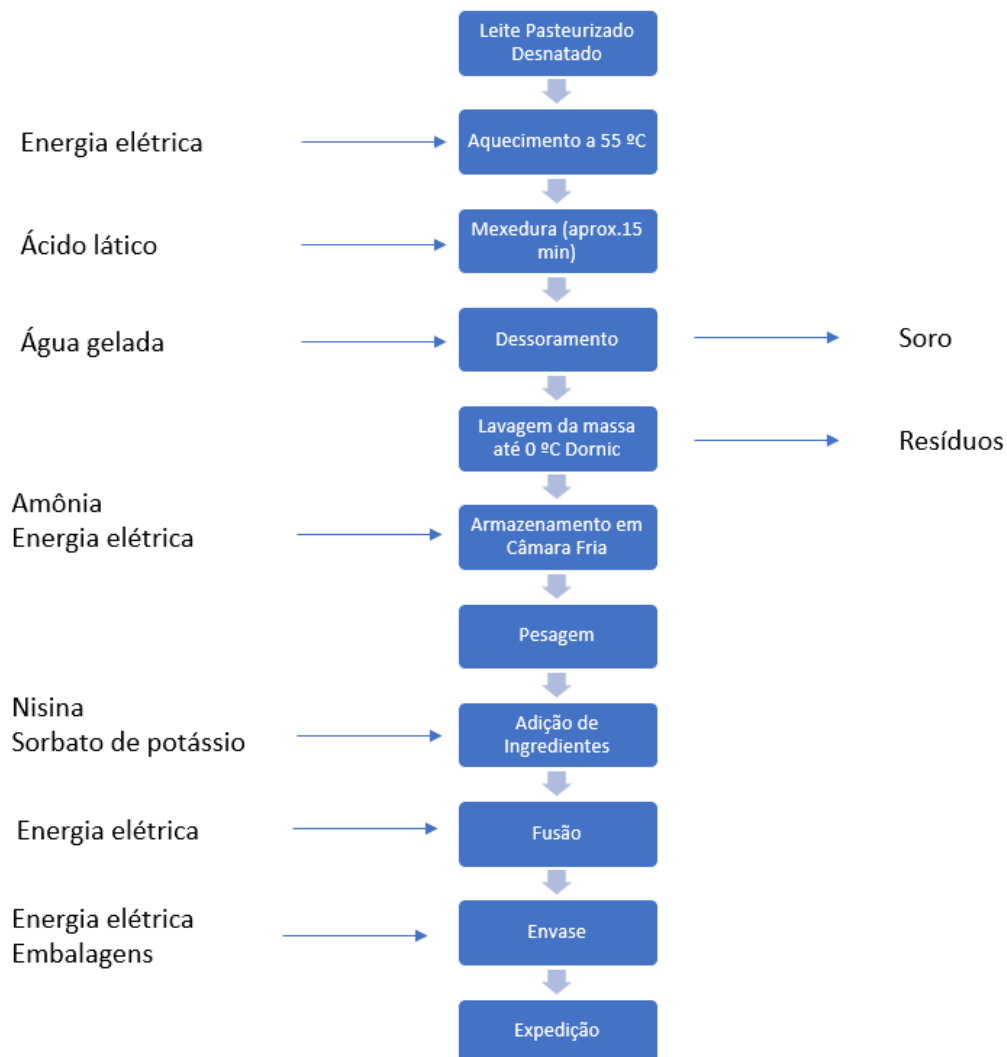 Leite Pasteurizado
Desnatado
Energia elétrica
Aquecimento a 55 ºC
Ácido lático
Mexedura (aprox.15
min)
Água gelada
Dessoramento
Soro
Lavagem da massa
até 0 ºC Dornic
Resíduos
Amônia
Energia elétrica
Armazenamento em
Câmara Fria
Pesagem
Nisina
Sorbato de potássio
Adição de
Ingredientes
Energia elétrica
Fusão
Energia elétrica
Embalagens
Envase
Expedição